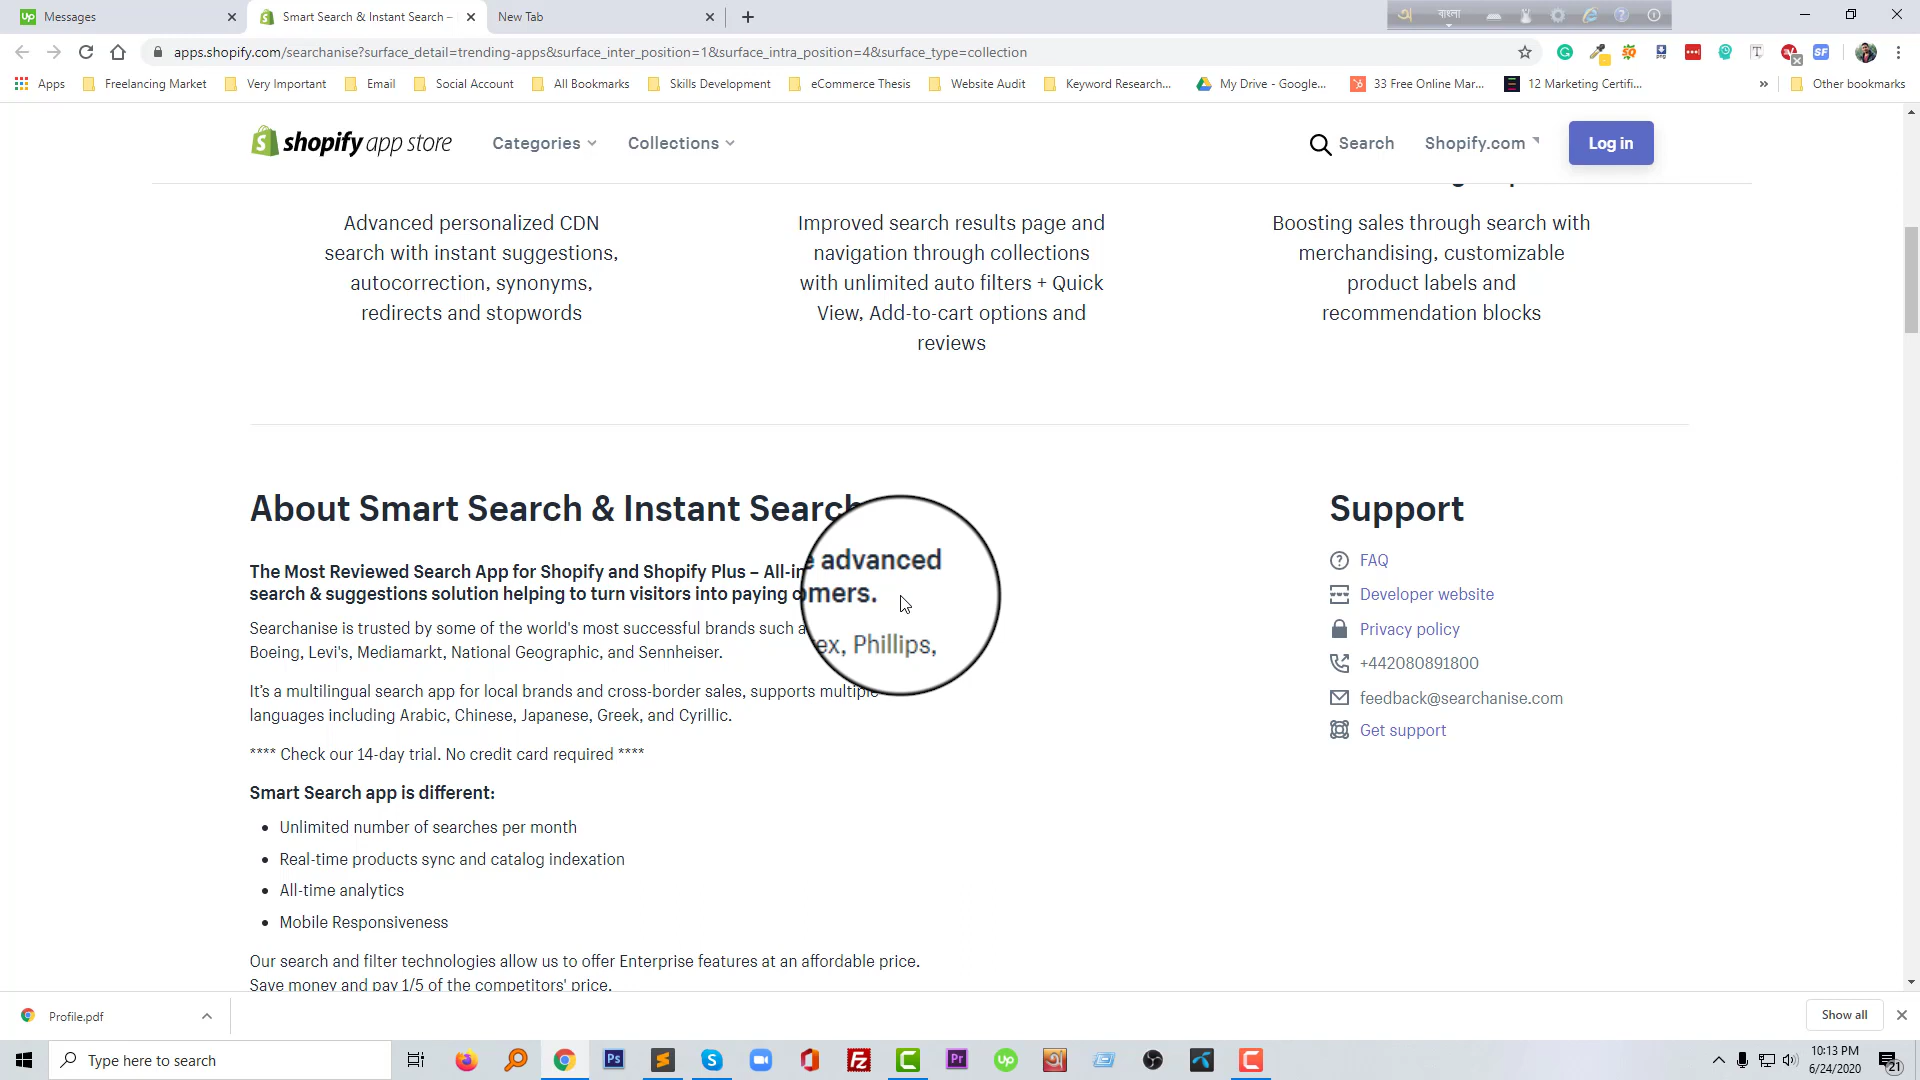 Messages
Smart Search & Instant Search –
New Tab
বাংলা
apps.shopify.com/searchanise?surface_detail=trending-apps&surface_inter_position=1&surface_intra_position=4&surface_type=collection
Apps
Freelancing Market
Very Important
Email
Social Account
All Bookmarks
Skills Development
eCommerce Thesis
Website Audit
Keyword Research...
My Drive - Google...
33 Free Online Mar...
12 Marketing Certifi...
Other bookmarks
shopify app store
Categories
Collections
Search
Shopify.com
Log in
Advanced personalized CDN
search with instant suggestions,
autocorrection, synonyms,
redirects and stopwords
Improved search results page and
navigation through collections
with unlimited auto filters + Quick
View, Add-to-cart options and
reviews
Boosting sales through search with
merchandising, customizable
product labels and
recommendation blocks
About Smart Search & Instant Search
The Most Reviewed Search App for Shopify and Shopify Plus – All-in advanced
search & suggestions solution helping to turn visitors into paying omers.
Searchanise is trusted by some of the world's most successful brands such a ex, Phillips,
Boeing, Levi's, Mediamarkt, National Geographic, and Sennheiser.
It's a multilingual search app for local brands and cross-border sales, supports multiple
languages including Arabic, Chinese, Japanese, Greek, and Cyrillic.
**** Check our 14-day trial. No credit card required ****
Smart Search app is different:
• Unlimited number of searches per month
• Real-time products sync and catalog indexation
• All-time analytics
• Mobile Responsiveness
Our search and filter technologies allow us to offer Enterprise features at an affordable price.
Save money and pay 1/5 of the competitors' price.
Support
FAQ
Developer website
Privacy policy
+442080891800
feedback@searchanise.com
Get support
Profile.pdf
Show all
Type here to search
10:13 PM
6/24/2020
21